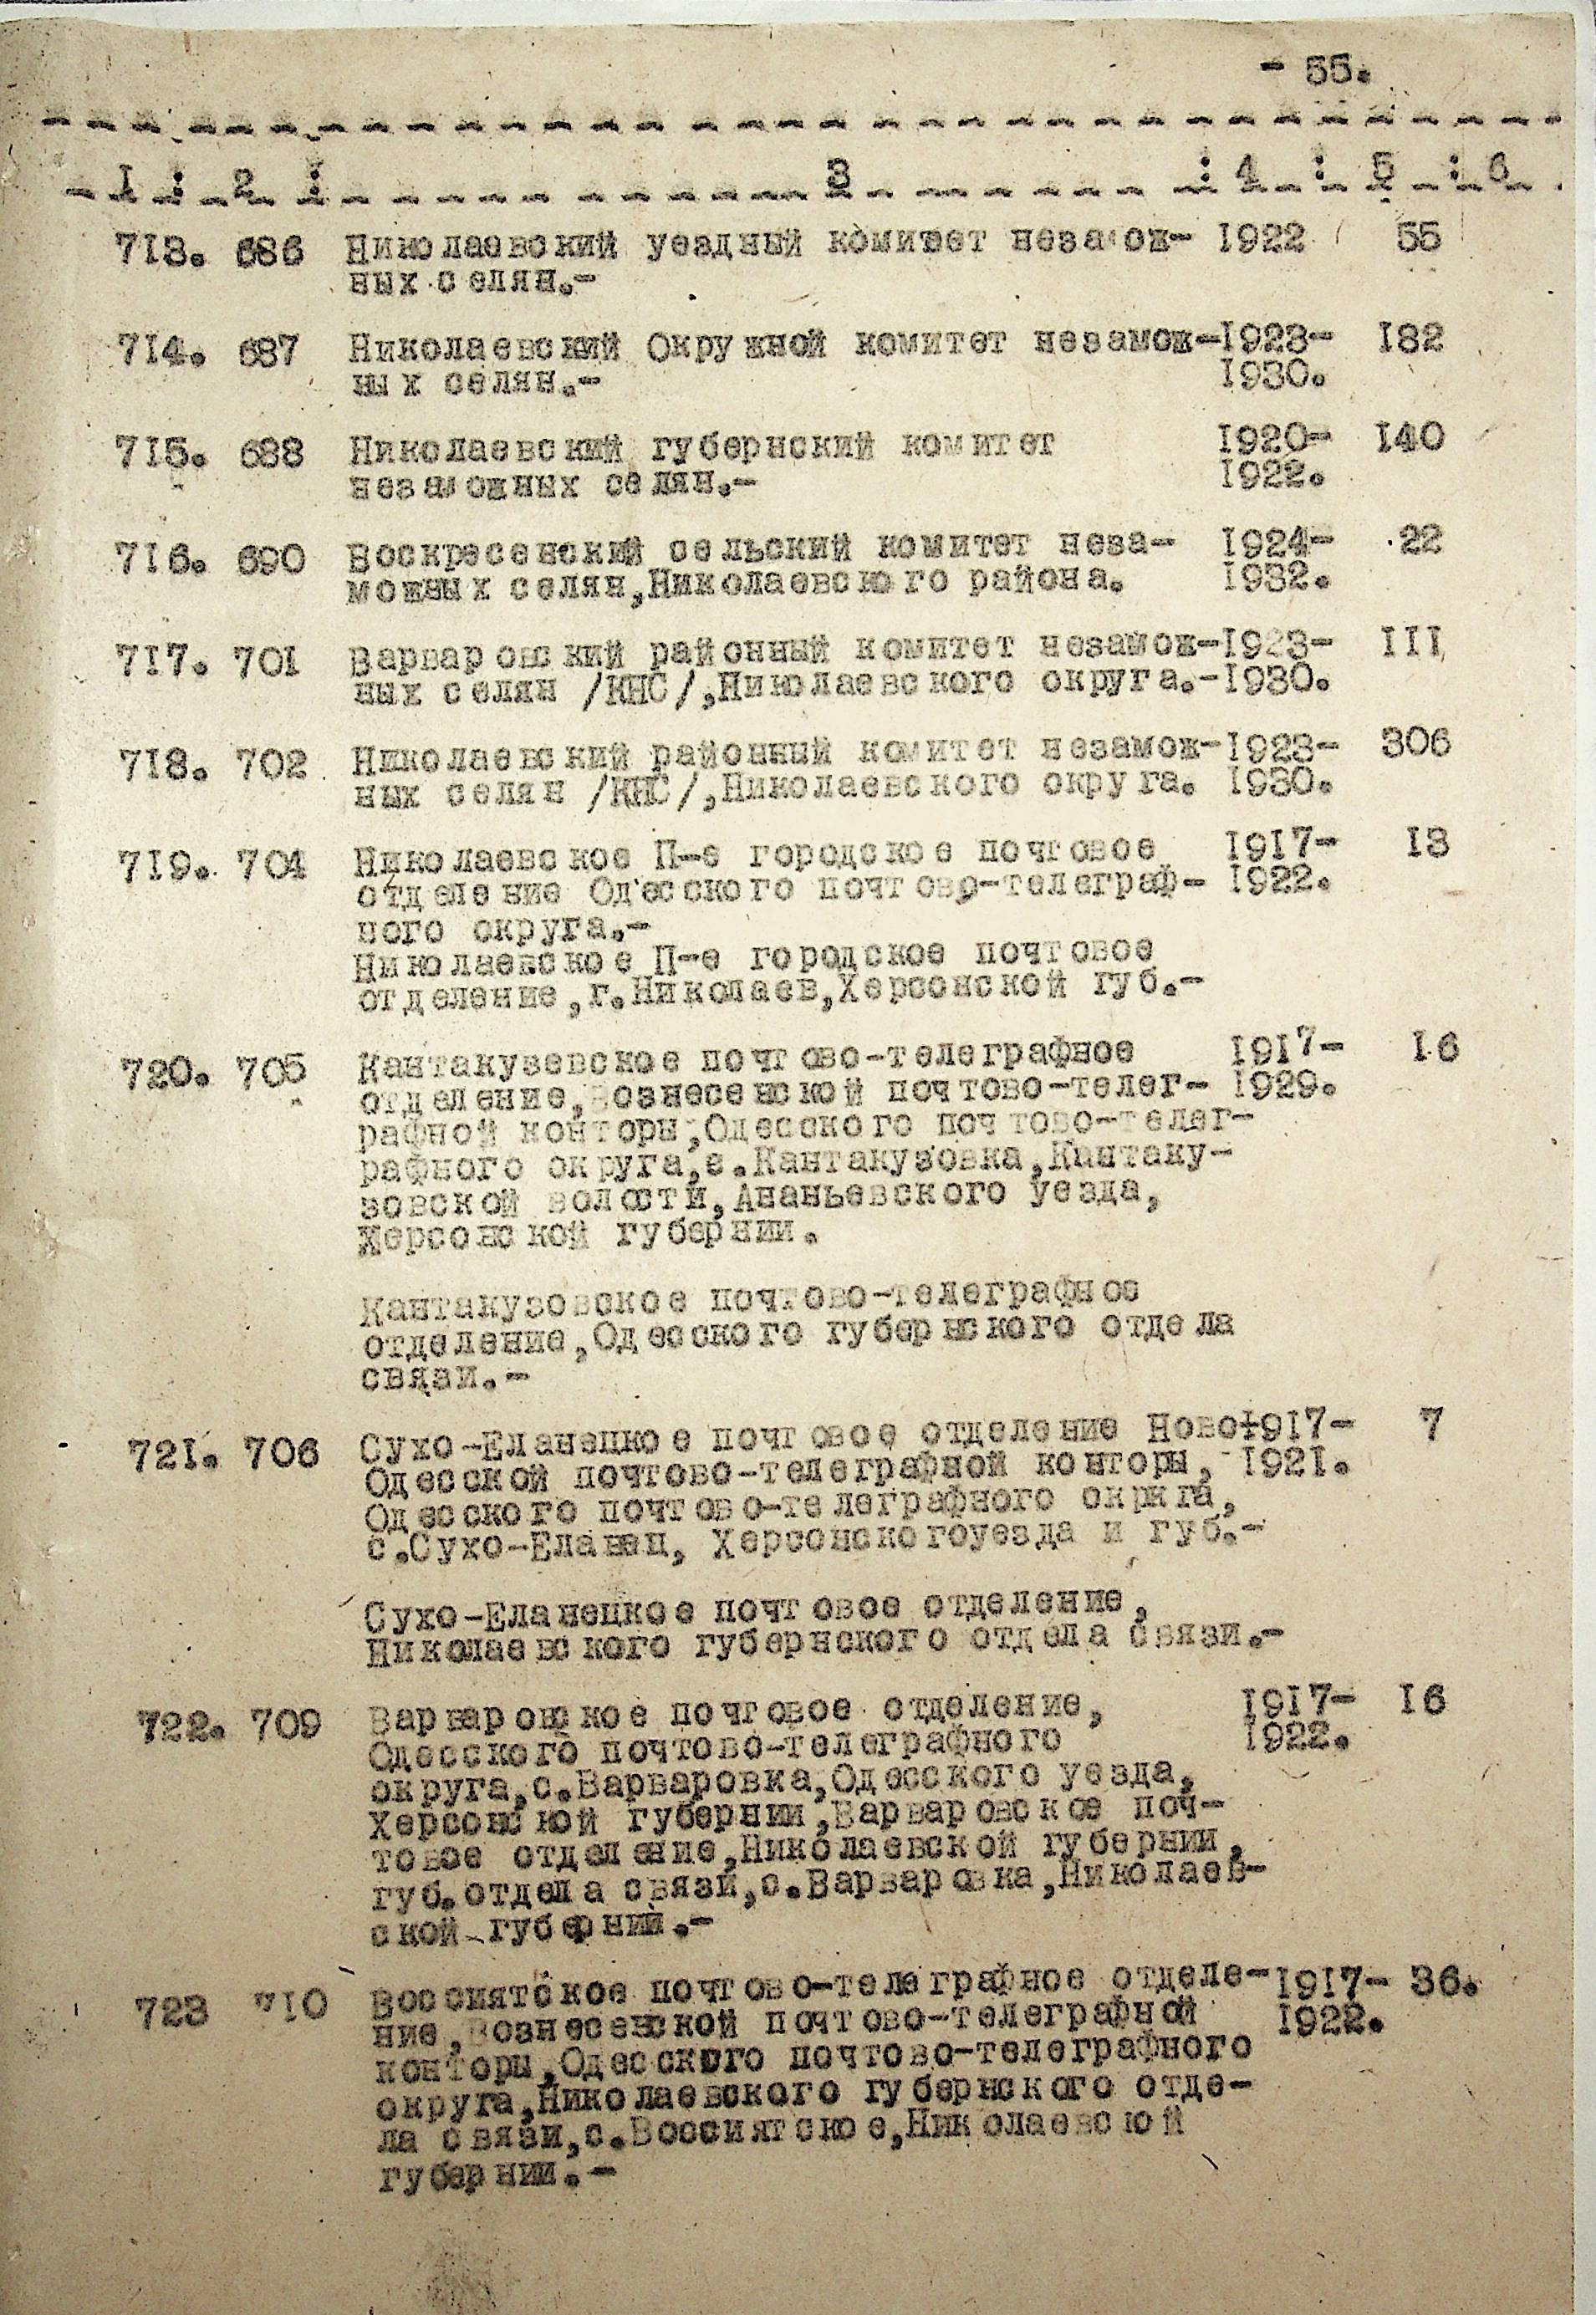 - 55.
1 : 2 : 3 : 4 : 5 : 6
713. 686 Николаевский уездный комитет незамож- 1922 55
ных селян.-
714. 687 Николаевский Окружной комитет незамож-1923- 182
ных селян.- 1930.
715. 688 Николаевский губернский комитет 1920- 140
незаможных селян.- 1922.
716. 690 Воскресенский сельский комитет неза- 1924- 22
можных селян,Николаевского района. 1932.
717. 701 Варваровский районный комитет незамож-1923- 111
ных селян /КНС/,Николаевского округа.-1930.
718. 702 Николаевский районный комитет незамож-1923- 306
ных селян /КНС/,Николаевского округа. 1930.
719. 704 Николаевское П-е городское почтовое 1917- 13
отделение Одесского почтово-телеграф- 1922.
ного округа.-
Николаевское П-е городское почтовое
отделение,г.Николаев,Херсонской губ.-
720. 705 Кантакузевское почтово-телеграфное 1917- 16
отделение,Вознесенской почтово-телег- 1929.
рафной конторы,Одесского почтово-телег-
рафного округа,с.Кантакузовка,Кантаку-
зовской волости,Ананьевского уезда,
Херсонской губернии.
Кантакузовское почтово-телеграфное
отделение,Одесского губернского отдела
связи.-
721. 706 Сухо-Еланецкое почтовое отделение Ново-1917- 7
Одесской почтово-телеграфной конторы, 1921.
Одесского почтово-телеграфного окркга,
с.Сухо-Еланец, Херсонскогоуезда и губ.-
Сухо-Еланецкое почтовое отделение,
Николаевского губернского отдела связи.-
722. 709 Варваровское почтовое отделение, 1917- 16
Одесского почтово-телеграфного 1922.
округа,с.Варваровка,Одесского уезда,
Херсонской губернии,Варваровское поч-
товое отделение,Николаевской губернии,
губ.отдела связи,с.Варваровка,Николаев-
ской губерний.-
723 710 Воссиятское почтово-телеграфное отделе-1917- 36.
ние,Вознесенской почтово-телеграфной 1922.
конторы,Одесского почтово-телеграфного
округа,Николаевского губернского отде-
ла связи,с.Воссиятское,Николаевской
губернии.-